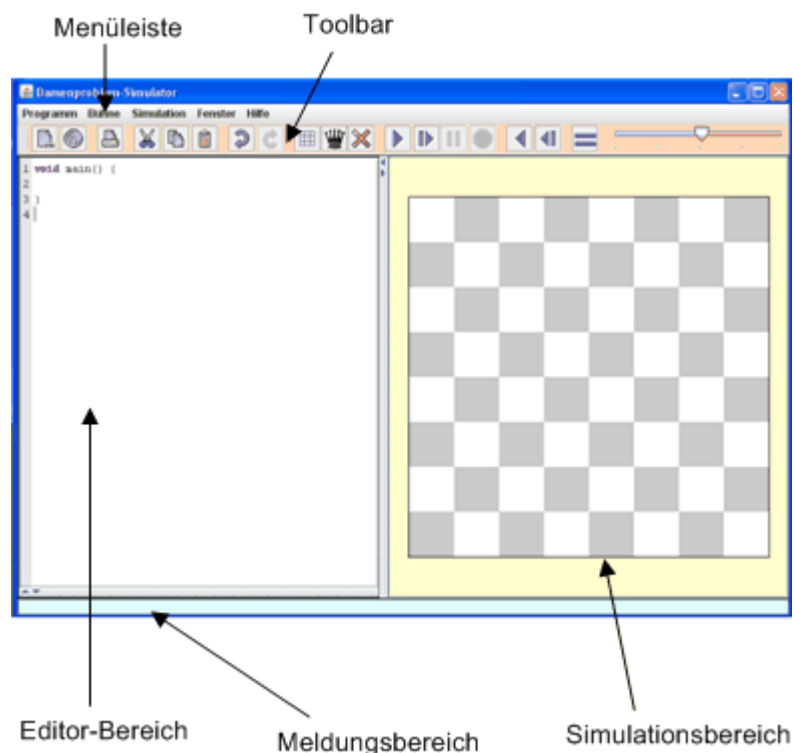 Menüleiste
Toolbar
Damenproblem-Simulator
Programm Bühne Simulation Fenster Hilfe
1 void main() {
2
3 }
4
Editor-Bereich
Meldungsbereich
Simulationsbereich